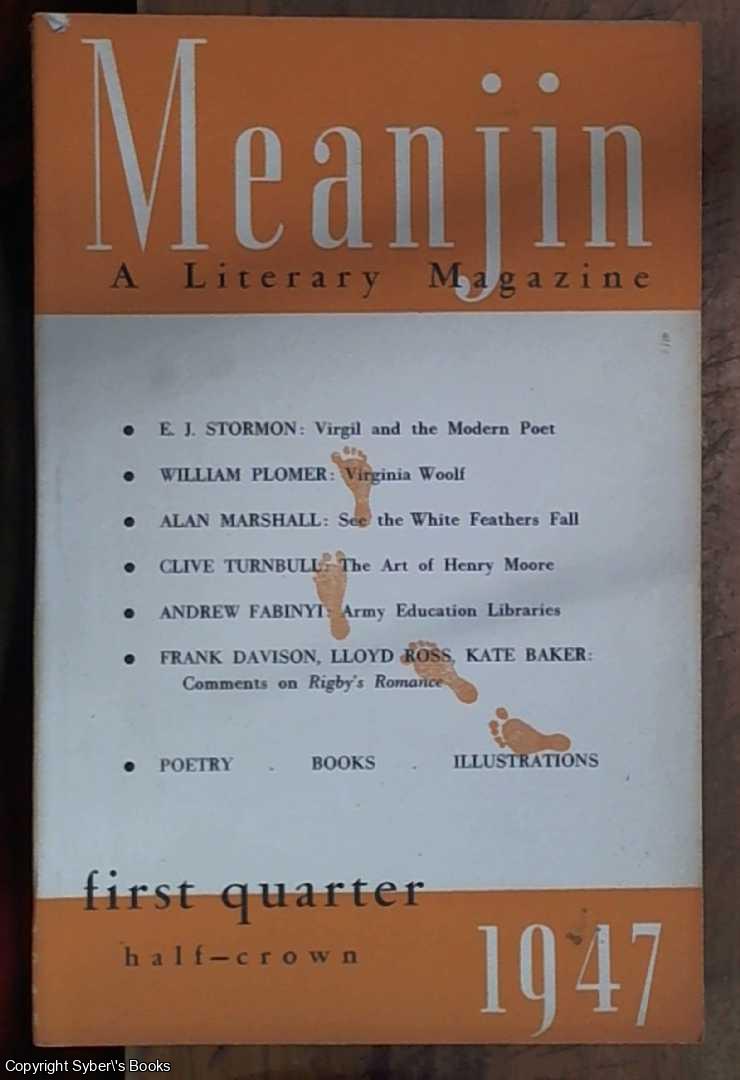 Meanjin
A Literary Magazine
• E. J. STORMON: Virgil and the Modern Poet
• WILLIAM PLOMER: Virginia Woolf
• ALAN MARSHALL: See the White Feathers Fall
• CLIVE TURNBULL: The Art of Henry Moore
• ANDREW FABINYI: Army Education Libraries
• FRANK DAVISON, LLOYD ROSS, KATE BAKER:
Comments on Rigby's Romance
• POETRY . BOOKS . ILLUSTRATIONS
first quarter
half-crown
1947
Copyright Syber\'s Books